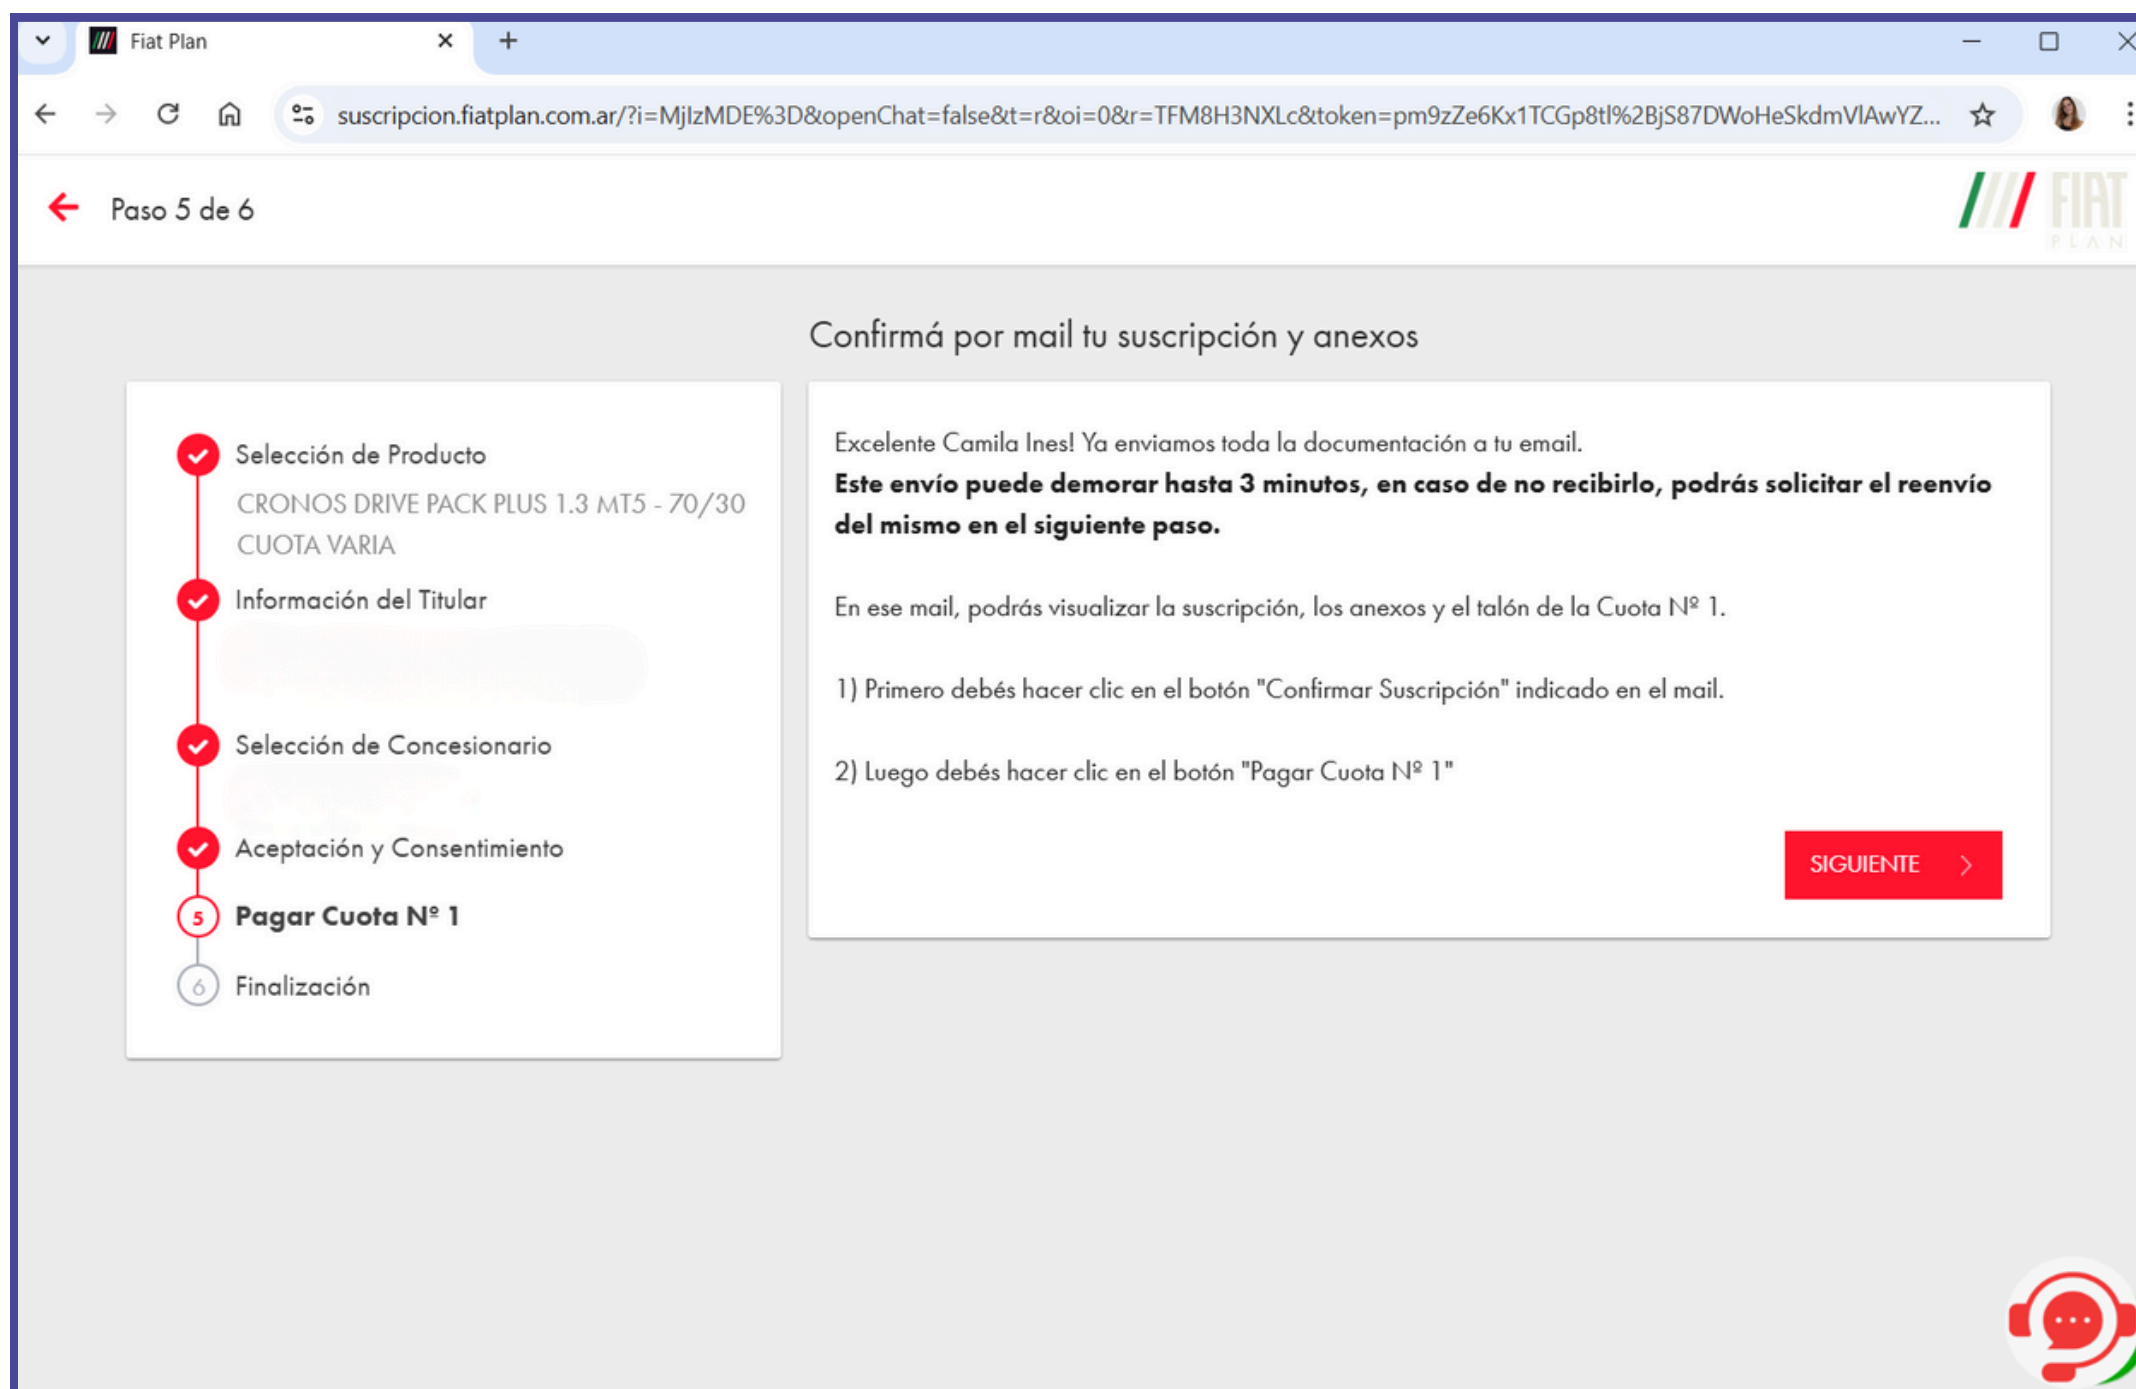 Fiat Plan
suscripcion.fiatplan.com.ar/?i=MjIzMDE%3D&openChat=false&t=r&oi=0&r=TFM8H3NXLc&token=pm9zZe6Kx1TCGp8tl%2BjS87DWoHeSkdmVlAwYZ...
Paso 5 de 6
FIAT
PLAN
Confirmá por mail tu suscripción y anexos
Selección de Producto
CRONOS DRIVE PACK PLUS 1.3 MT5 - 70/30
CUOTA VARIA
Información del Titular
Selección de Concesionario
Aceptación y Consentimiento
5 Pagar Cuota Nº 1
6 Finalización
Excelente Camila Ines! Ya enviamos toda la documentación a tu email.
Este envío puede demorar hasta 3 minutos, en caso de no recibirlo, podrás solicitar el reenvío
del mismo en el siguiente paso.
En ese mail, podrás visualizar la suscripción, los anexos y el talón de la Cuota Nº 1.
1) Primero debés hacer clic en el botón "Confirmar Suscripción" indicado en el mail.
2) Luego debés hacer clic en el botón "Pagar Cuota Nº 1"
SIGUIENTE